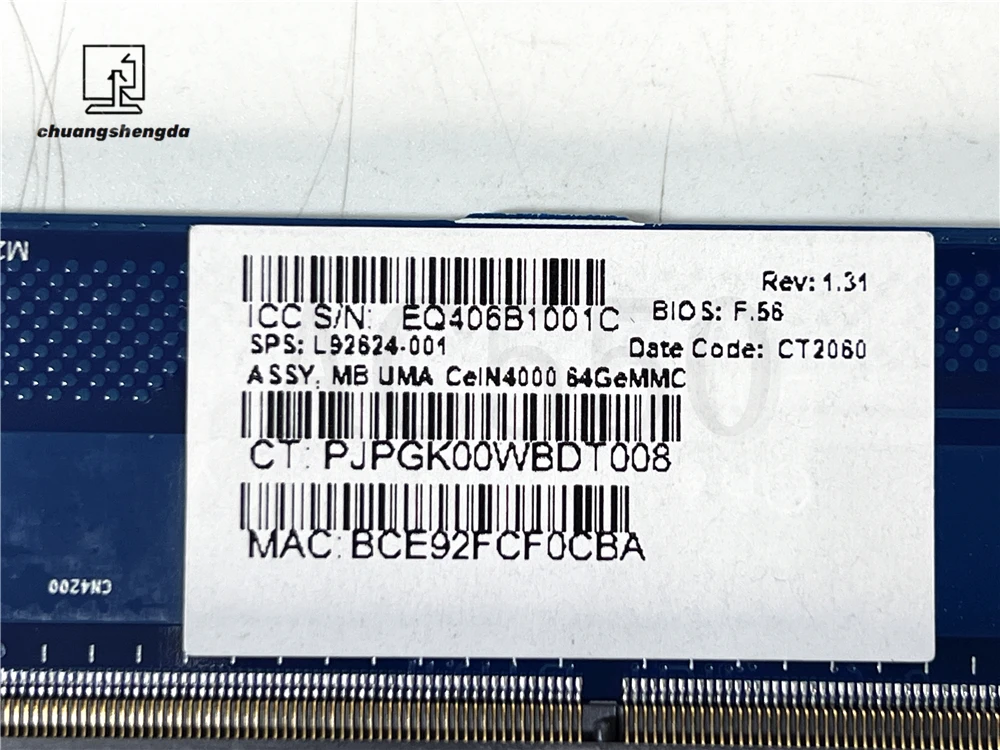 chuangshengda
M2
ICC S/N: EQ406B1001C
Rev: 1.31
BIOS: F.56
SPS: L92624-001
Date Code: CT2060
ASSY, MB UMA CelN4000 64GeMMC
CT: PJPGK00WBDT008
MAC: BCE92FCF0CBA
CN4200